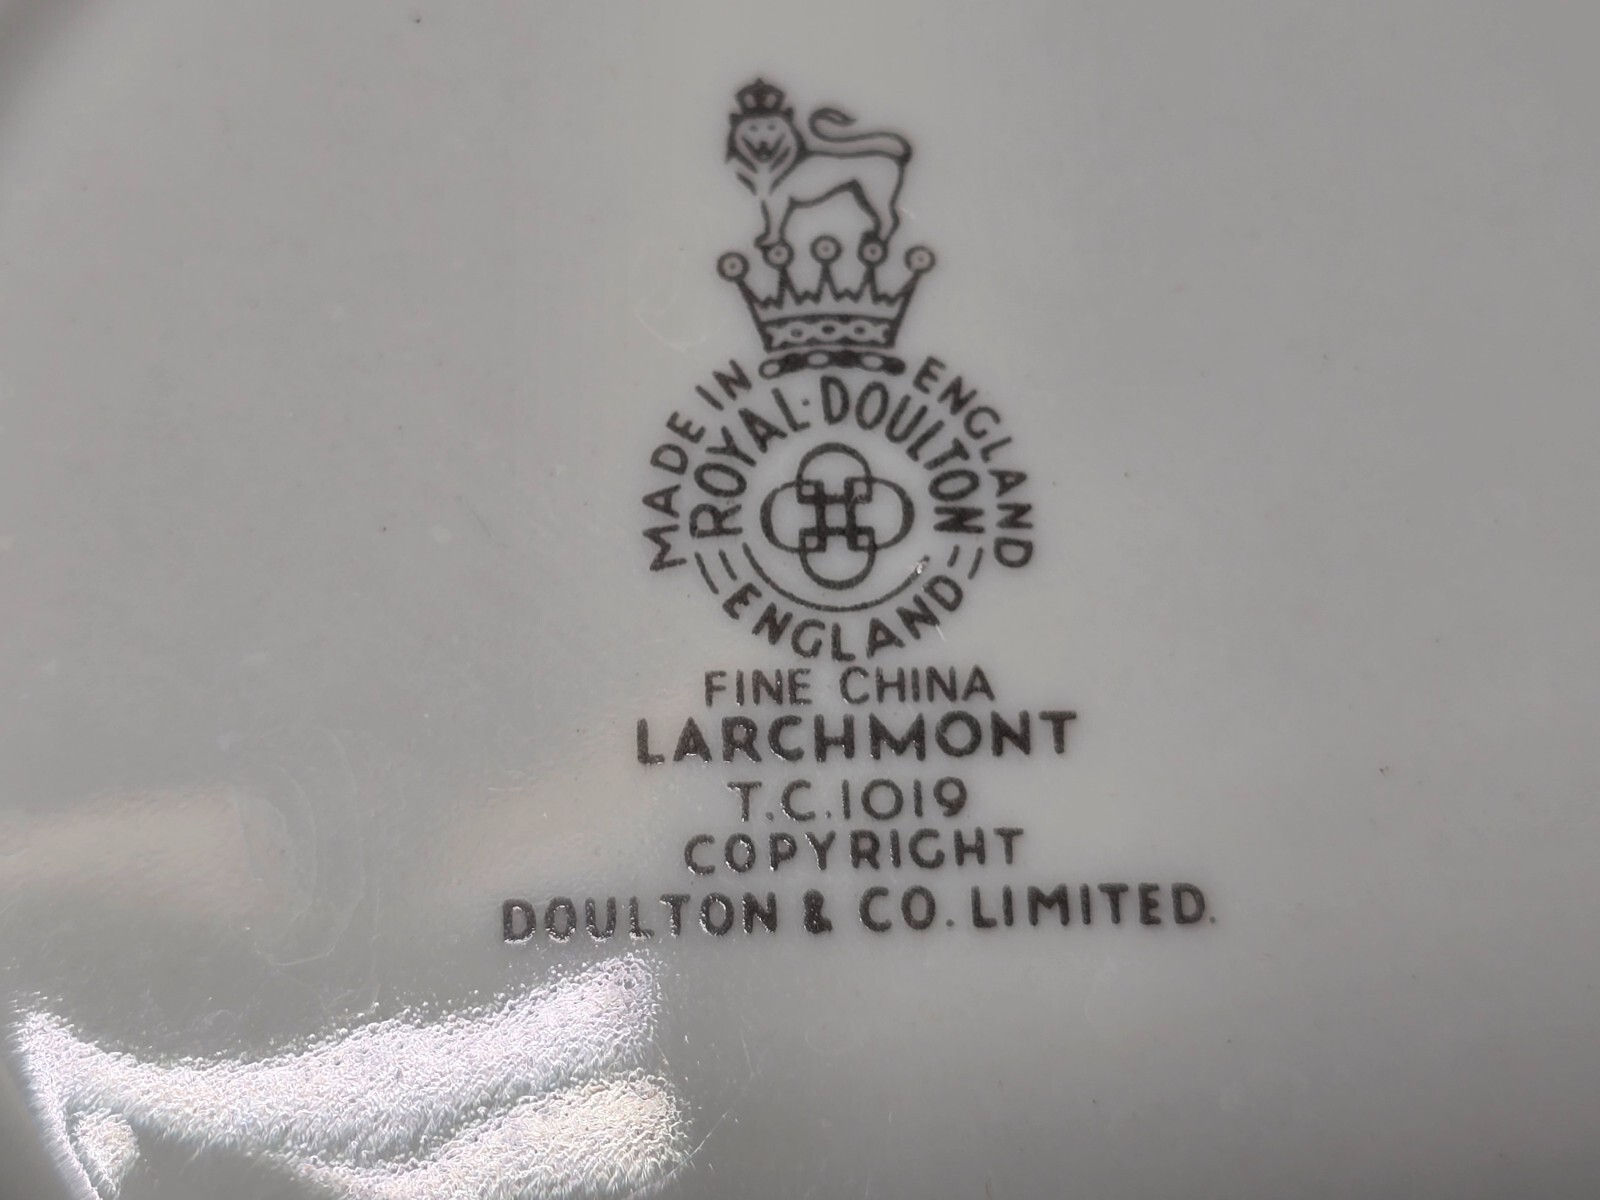 MADE IN ENGLAND
ROYAL·DOULTON
ENGLAND
FINE CHINA
LARCHMONT
T.C.1019
COPYRIGHT
DOULTON & CO. LIMITED.